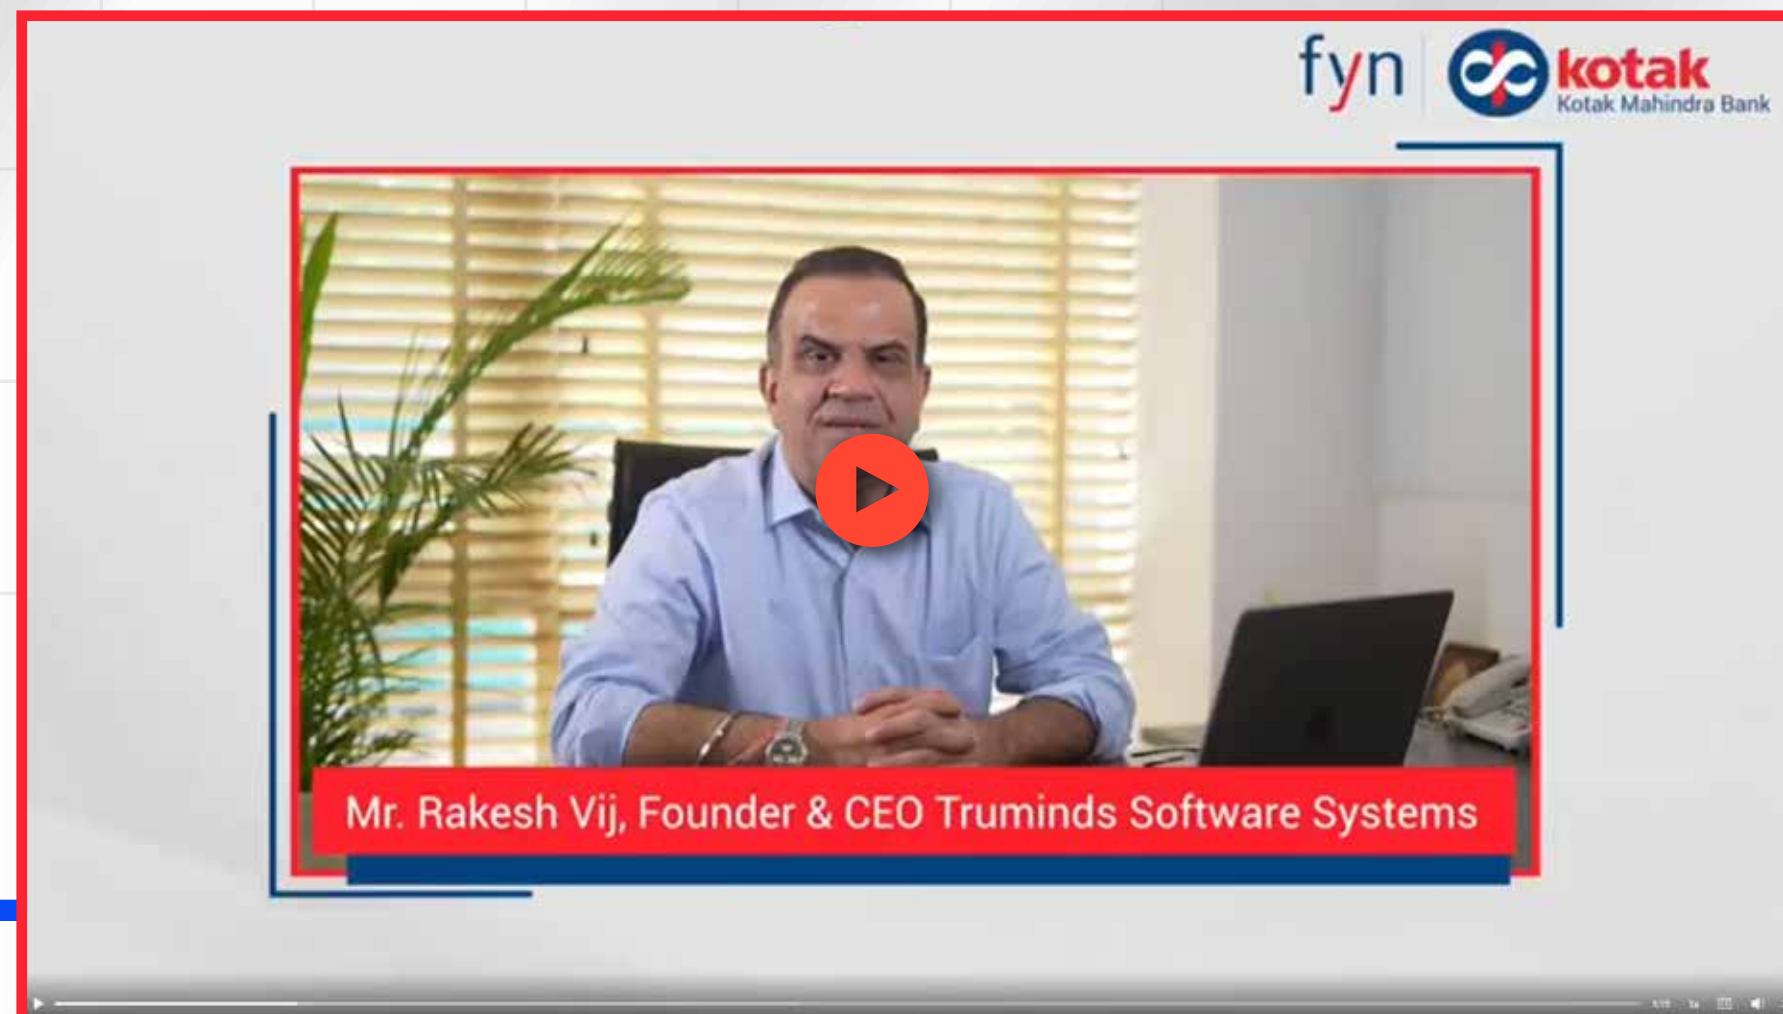 fyn
kotak
Kotak Mahindra Bank
Mr. Rakesh Vij, Founder & CEO Truminds Software Systems